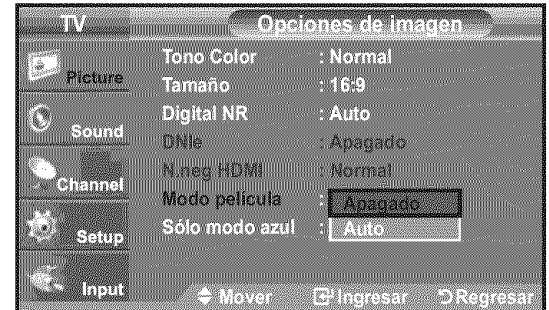 TV
Opciones de imagen
Picture
Sound
Channel
Setup
Input
Tono Color : Normal
Tamaño : 16:9
Digital NR : Auto
DNIe : Apagado
N.neg HDMI : Normal
Modo película : Apagado
Sólo modo azul : Auto
Mover Ingresar Regresar